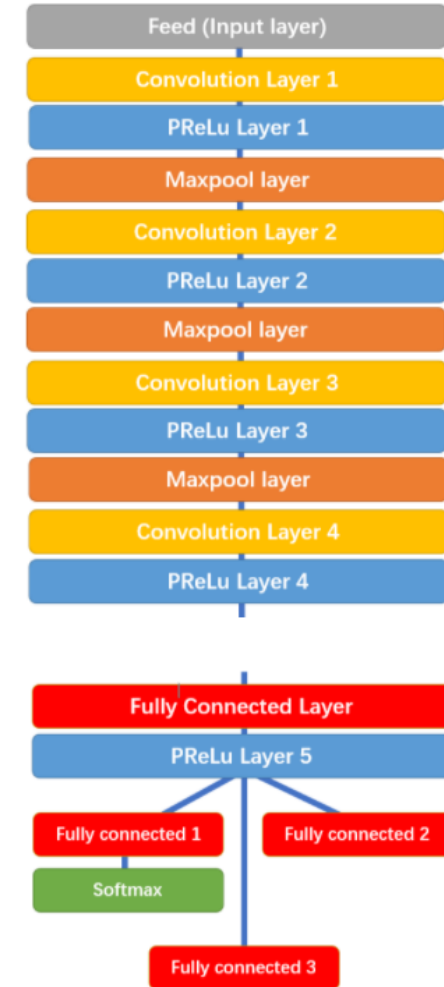 Feed (Input layer)
Convolution Layer 1
PReLu Layer 1
Maxpool layer
Convolution Layer 2
PReLu Layer 2
Maxpool layer
Convolution Layer 3
PReLu Layer 3
Maxpool layer
Convolution Layer 4
PReLu Layer 4
Fully Connected Layer
PReLu Layer 5
Fully connected 1
Fully connected 2
Softmax
Fully connected 3